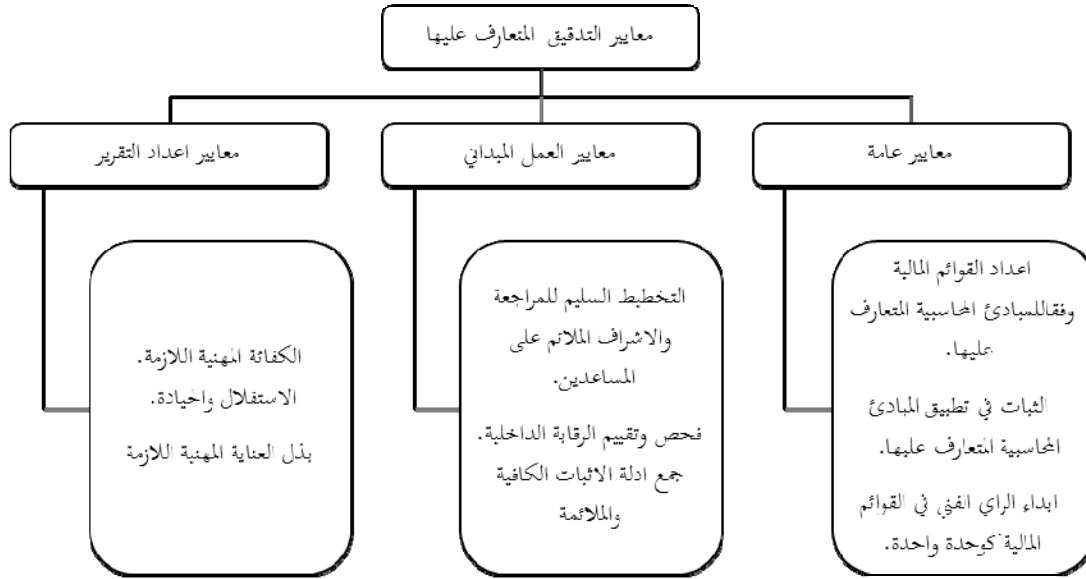 معايير التدقيق المتعارف عليها
معايير عامة
معايير العمل الميداني
معايير اعداد التقرير
اعداد القوائم المالية
وفقاللمبادئ المحاسبية المتعارف
عليها.
الثبات في تطبيق المبادئ
المحاسبية المتعارف عليها.
ابداء الراي الفني في القوائم
المالية كوحدة واحدة.
التخطيط السليم للمراجعة
والاشراف الملائم على
المساعدين.
فحص وتقييم الرقابة الداخلية.
جمع ادلة الاثبات الكافية
والملائمة
الكفائة المهنية اللازمة.
الاستقلال والحيادة.
بذل العناية المهنية اللازمة